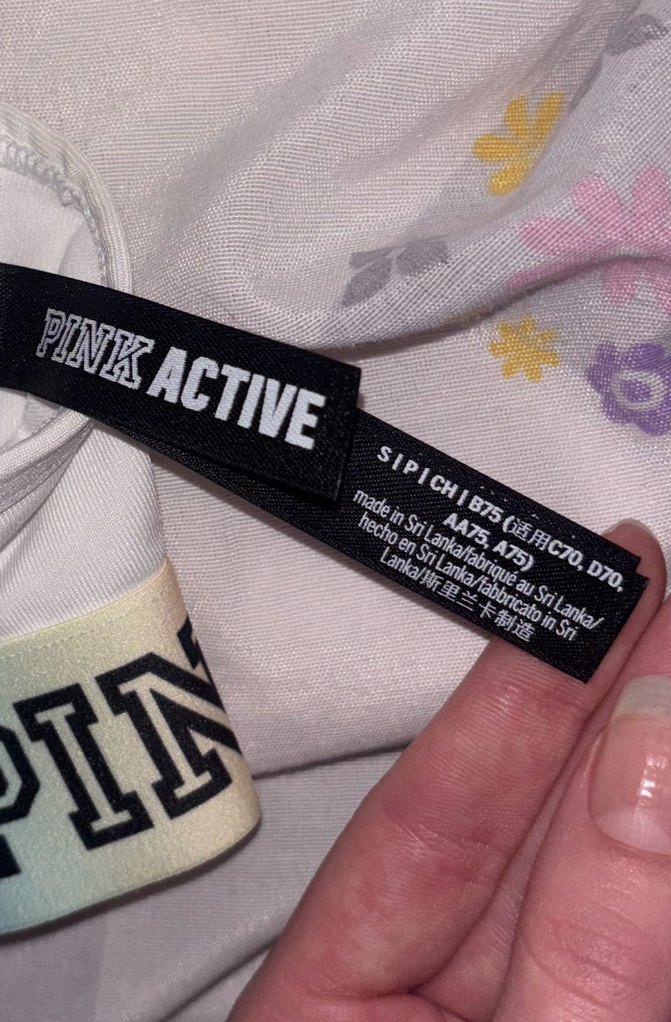 PINK ACTIVE
S | P | CH | B75 (适用C70, D70,
AA75, A75)
made in Sri Lanka/fabriqué au Sri Lanka/
hecho en Sri Lanka/fabbricato in Sri
Lanka/斯里兰卡制造
PIN